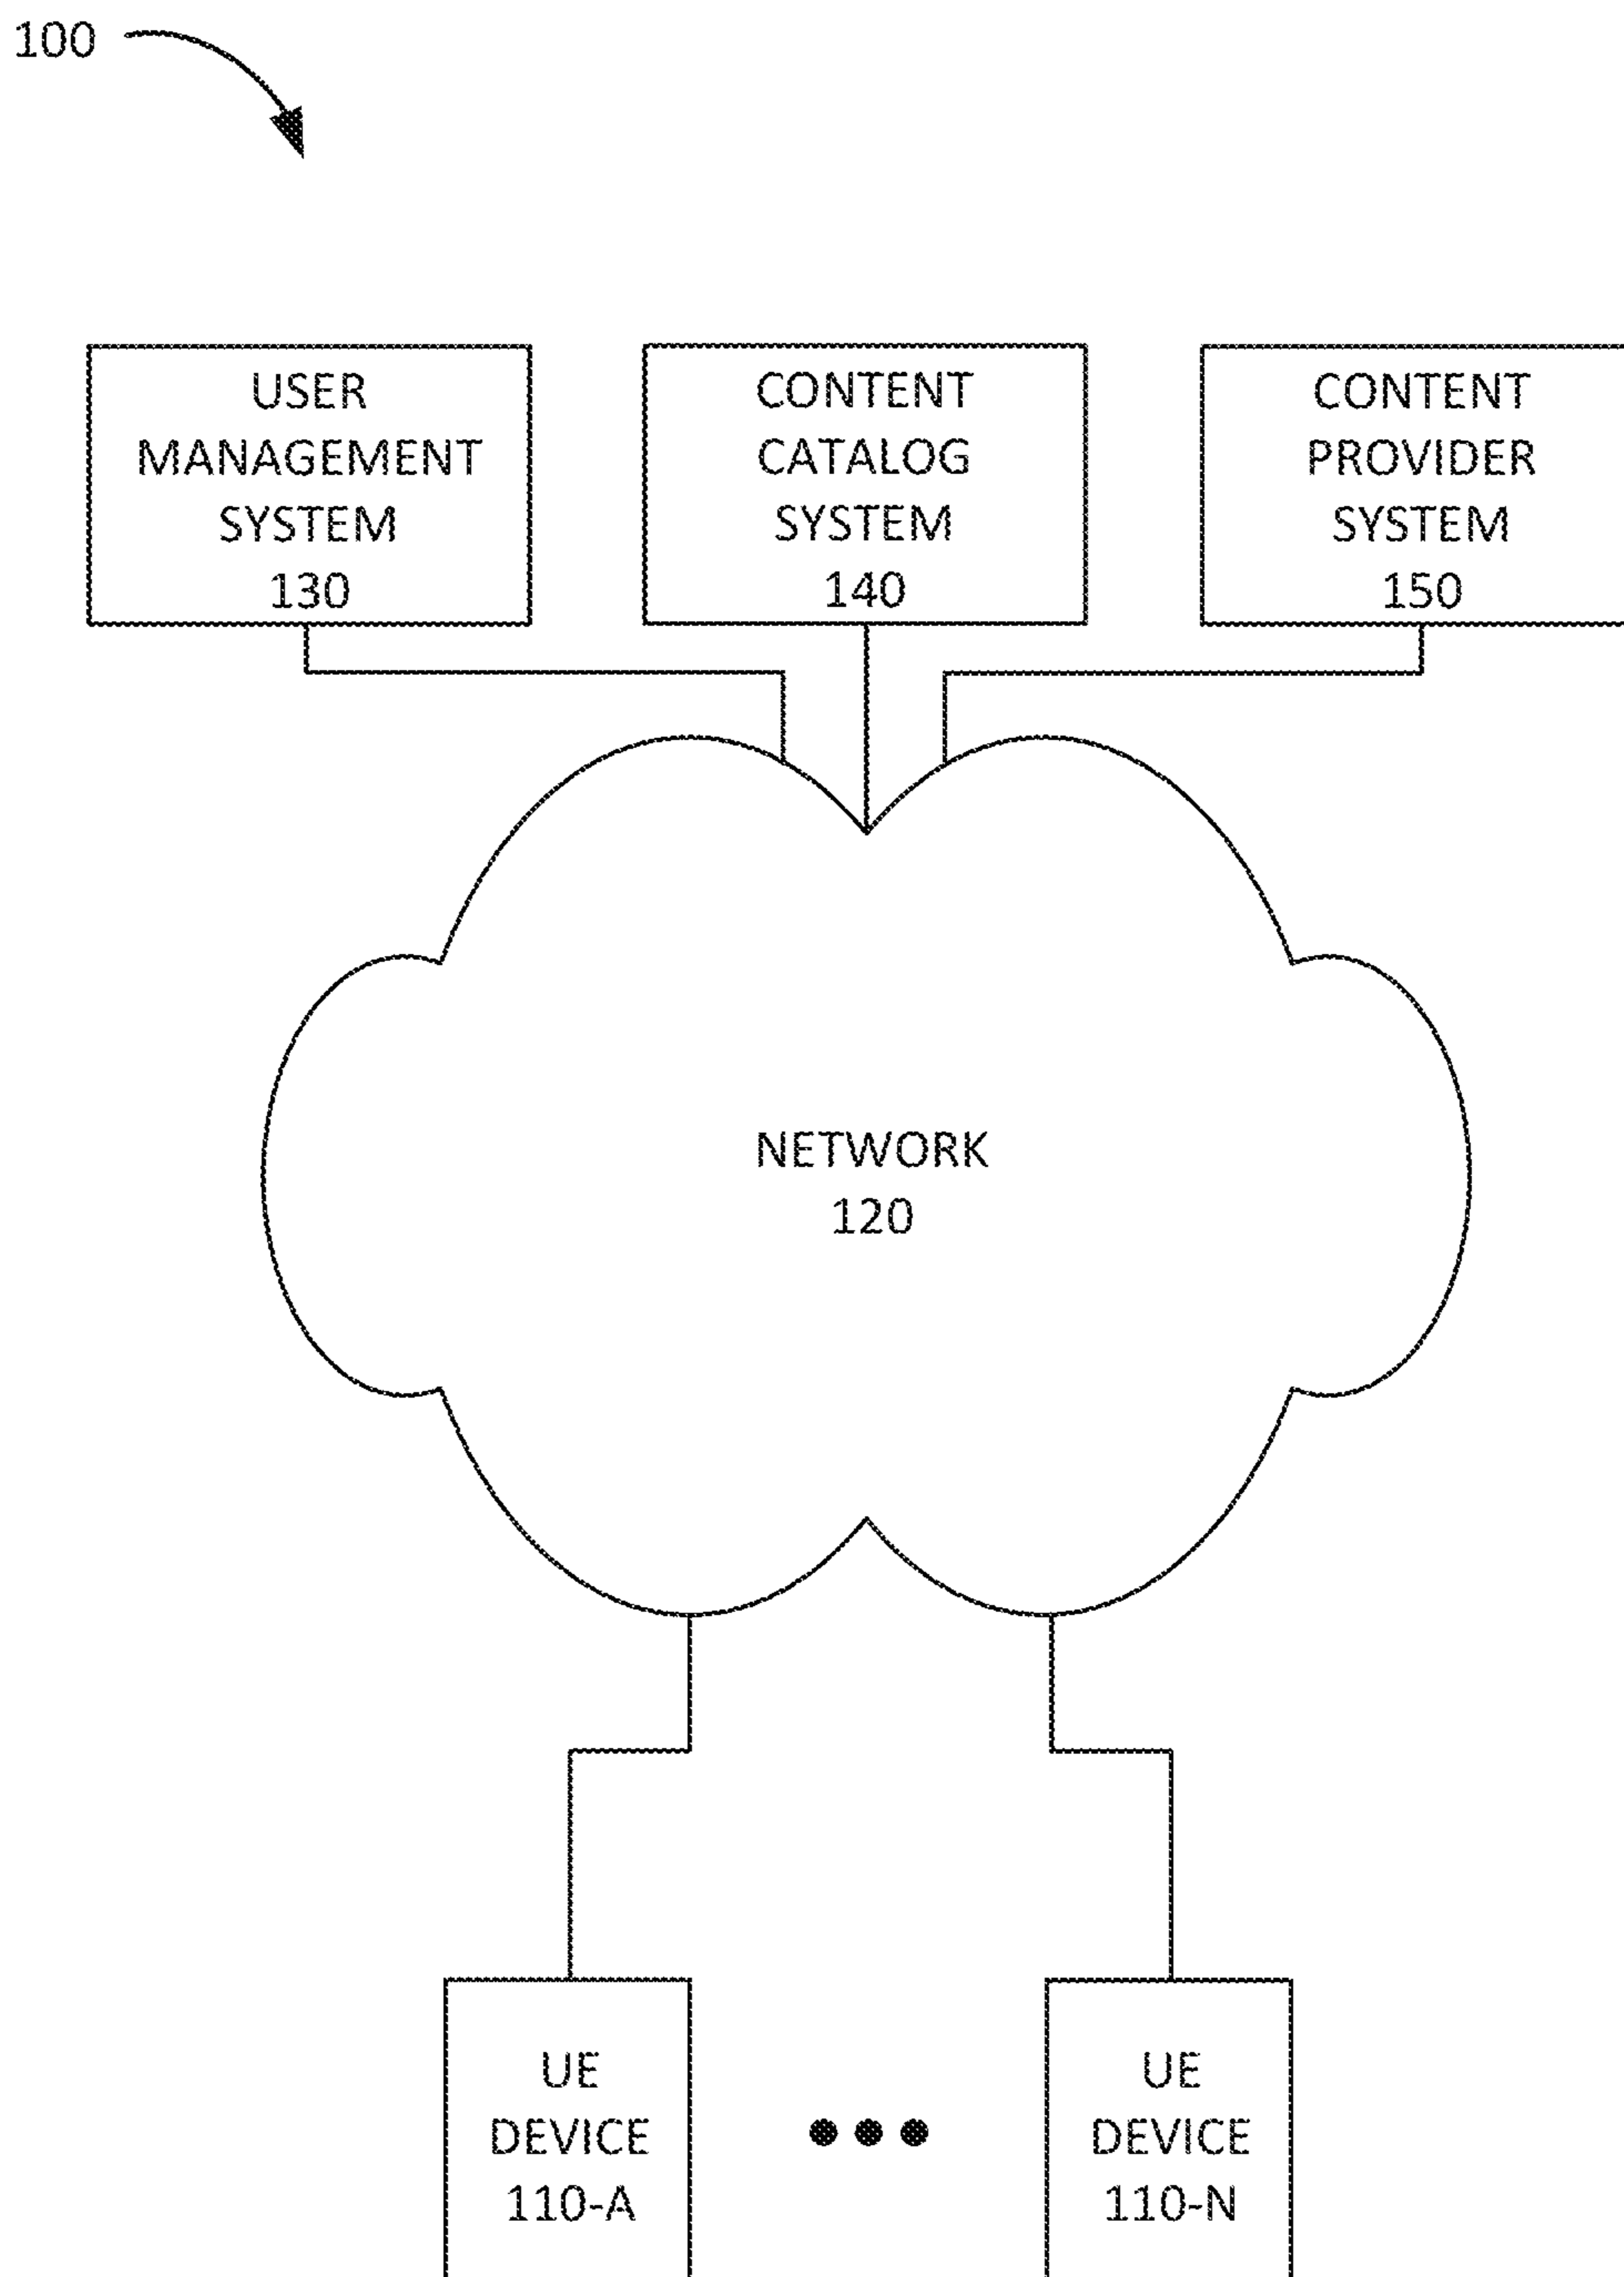 100
USER
MANAGEMENT
SYSTEM
130
CONTENT
CATALOG
SYSTEM
140
CONTENT
PROVIDER
SYSTEM
150
NETWORK
120
UE
DEVICE
110-A
UE
DEVICE
110-N